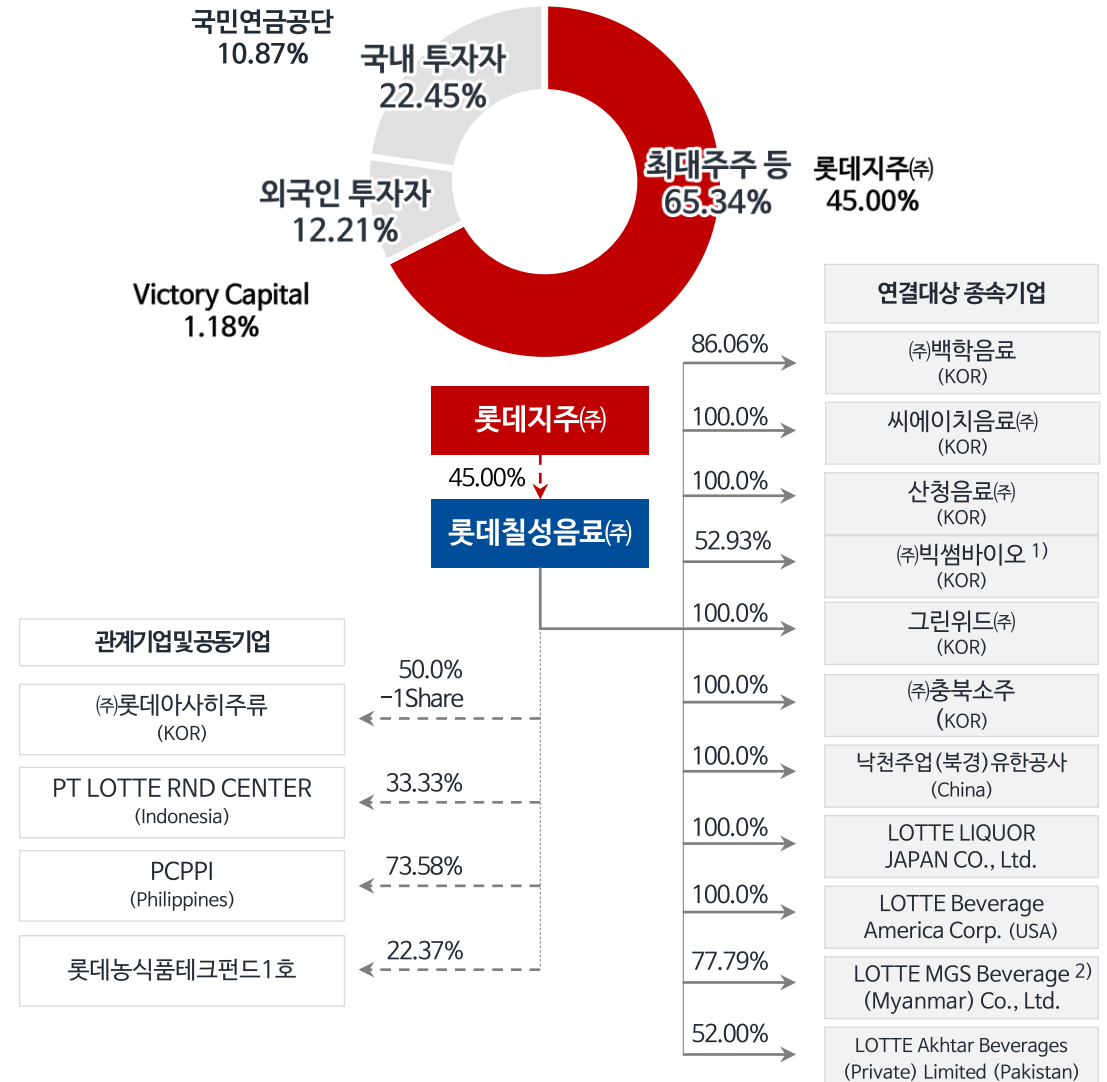 국민연금공단
10.87%
국내 투자자
22.45%
최대주주 등
65.34%
롯데지주㈜
45.00%
외국인 투자자
12.21%
Victory Capital
1.18%
롯데지주㈜
45.00%
롯데칠성음료㈜
관계기업및공동기업
㈜롯데아사히주류
(KOR)
50.0%
-1Share
PT LOTTE RND CENTER
(Indonesia)
33.33%
PCPPI
(Philippines)
73.58%
롯데농식품테크펀드1호
22.37%
연결대상 종속기업
86.06%
㈜백학음료
(KOR)
100.0%
씨에이치음료㈜
(KOR)
100.0%
산청음료㈜
(KOR)
52.93%
㈜빅썸바이오 1)
(KOR)
100.0%
그린위드㈜
(KOR)
100.0%
㈜충북소주
(KOR)
100.0%
낙천주업(북경)유한공사
(China)
100.0%
LOTTE LIQUOR
JAPAN CO., Ltd.
100.0%
LOTTE Beverage
America Corp. (USA)
77.79%
LOTTE MGS Beverage 2)
(Myanmar) Co., Ltd.
52.00%
LOTTE Akhtar Beverages
(Private) Limited (Pakistan)